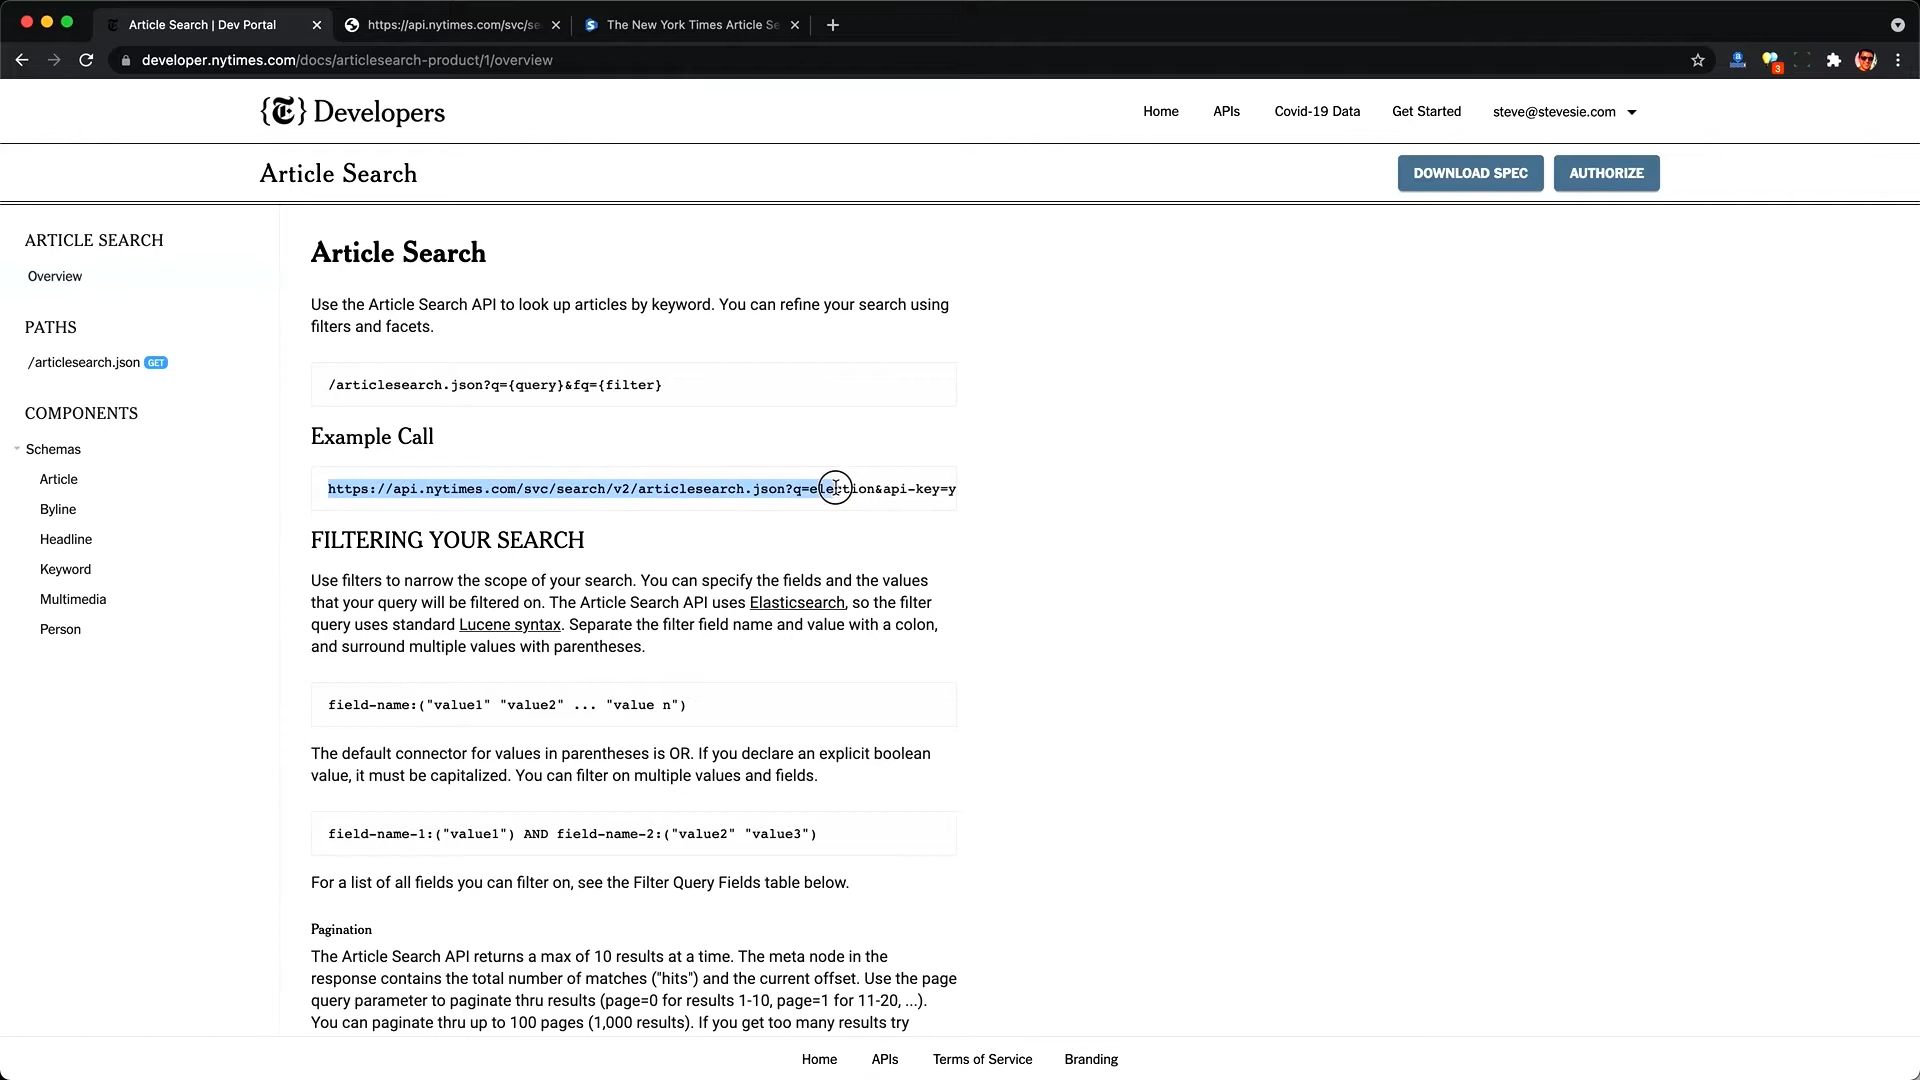 Article Search | Dev Portal
https://api.nytimes.com/svc/se
The New York Times Article Se
developer.nytimes.com/docs/articlesearch-product/1/overview
3
{T} Developers
Home
APIs
Covid-19 Data
Get Started
steve@stevesie.com
Article Search
DOWNLOAD SPEC
AUTHORIZE
ARTICLE SEARCH
Overview
PATHS
/articlesearch.json GET
COMPONENTS
Schemas
Article
Byline
Headline
Keyword
Multimedia
Person
Article Search
Use the Article Search API to look up articles by keyword. You can refine your search using
filters and facets.
/articlesearch.json?q={query}&fq={filter}
Example Call
https://api.nytimes.com/svc/search/v2/articlesearch.json?q=election&api-key=y
FILTERING YOUR SEARCH
Use filters to narrow the scope of your search. You can specify the fields and the values
that your query will be filtered on. The Article Search API uses Elasticsearch, so the filter
query uses standard Lucene syntax. Separate the filter field name and value with a colon,
and surround multiple values with parentheses.
field-name:("value1" "value2" ... "value n")
The default connector for values in parentheses is OR. If you declare an explicit boolean
value, it must be capitalized. You can filter on multiple values and fields.
field-name-1:("value1") AND field-name-2:("value2" "value3")
For a list of all fields you can filter on, see the Filter Query Fields table below.
Pagination
The Article Search API returns a max of 10 results at a time. The meta node in the
response contains the total number of matches ("hits") and the current offset. Use the page
query parameter to paginate thru results (page=0 for results 1-10, page=1 for 11-20, ...).
You can paginate thru up to 100 pages (1,000 results). If you get too many results try
Home
APIs
Terms of Service
Branding